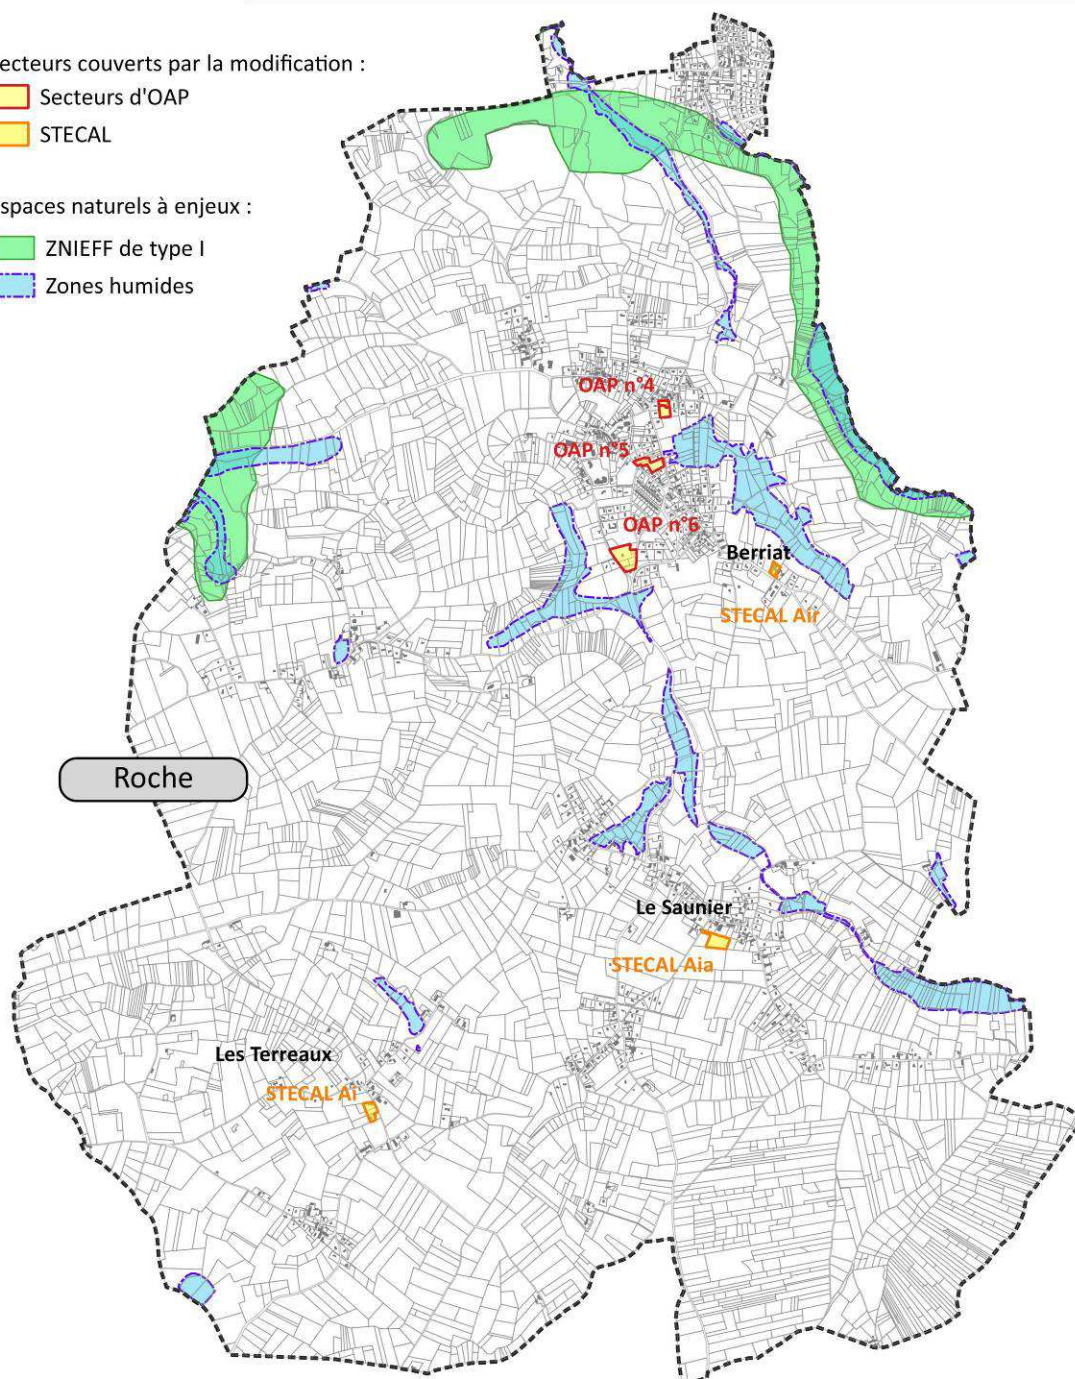 ecteurs couverts par la modification :
Secteurs d'OAP
STECAL
spaces naturels à enjeux :
ZNIEFF de type I
Zones humides
OAP n°4
OAP n°5
OAP n°6
Berriat
STECAL Air
Roche
Le Saunier
STECAL Aia
Les Terreaux
STECAL Ai